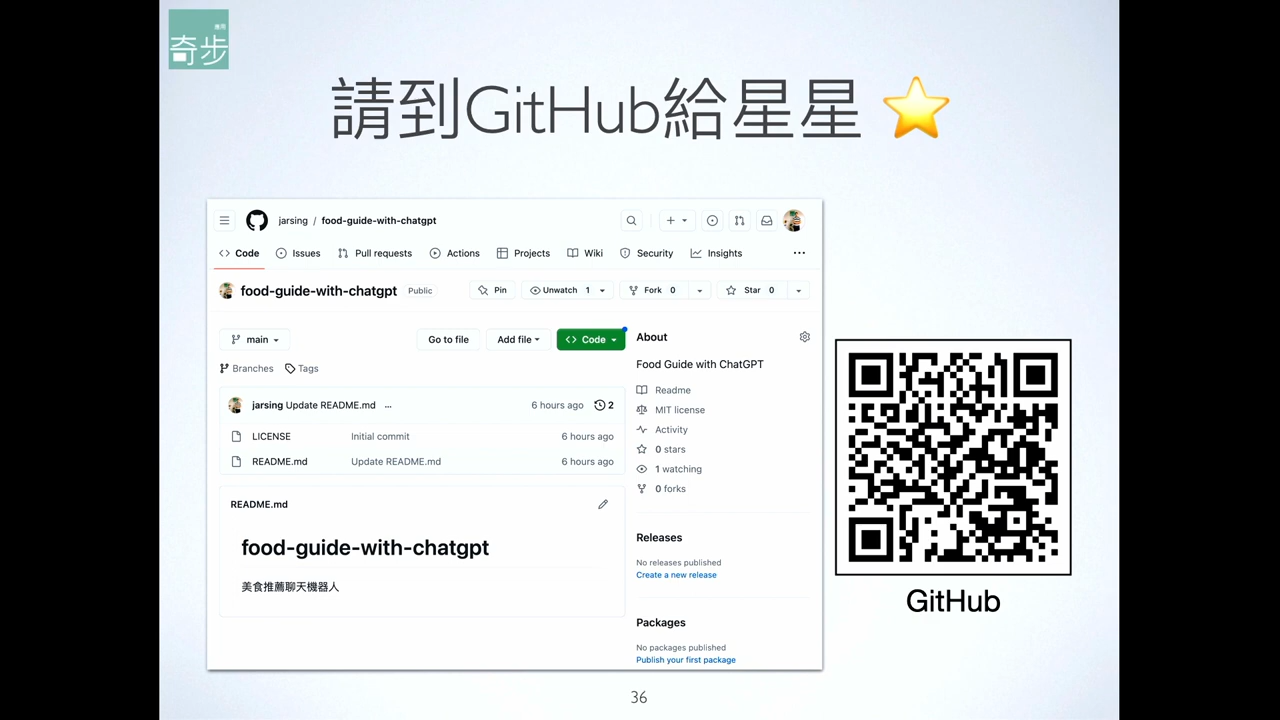 應用
奇步
請到GitHub給星星
jarsing / food-guide-with-chatgpt
Code Issues Pull requests Actions Projects Wiki Security Insights
food-guide-with-chatgpt Public Pin Unwatch 1 Fork 0 Star 0
main Go to file Add file Code
Branches Tags
jarsing Update README.md ... 6 hours ago 2
LICENSE Initial commit 6 hours ago
README.md Update README.md 6 hours ago
README.md
food-guide-with-chatgpt
美食推薦聊天機器人
About
Food Guide with ChatGPT
Readme
MIT license
Activity
0 stars
1 watching
0 forks
Releases
No releases published
Create a new release
Packages
No packages published
Publish your first package
GitHub
36